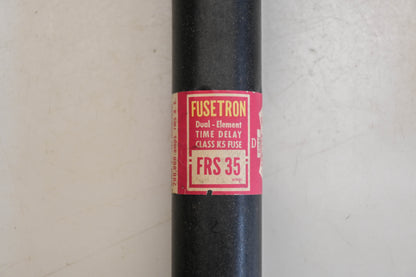 FUSETRON
Dual-Element
TIME DELAY
CLASS K5 FUSE
FRS 35
D